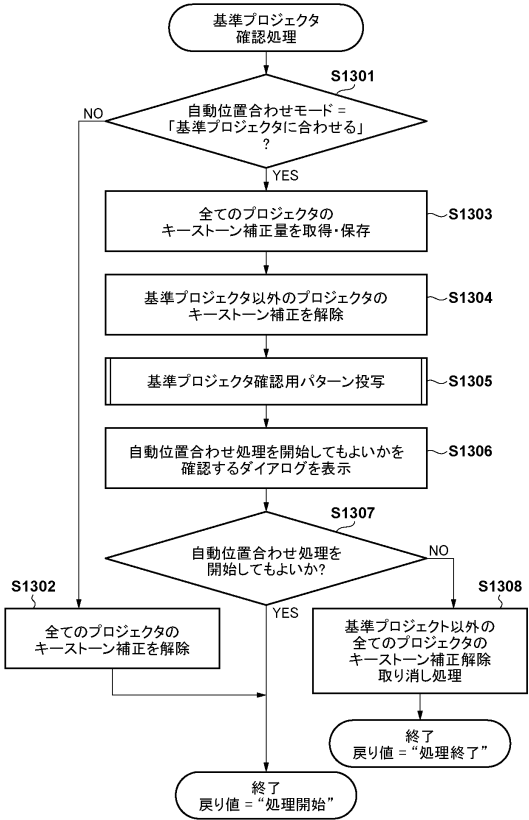 基準プロジェクタ
確認処理
S1301
自動位置合わせモード =
「基準プロジェクタに合わせる」
?
NO
YES
全てのプロジェクタの
キーストーン補正量を取得・保存
S1303
基準プロジェクタ以外のプロジェクタの
キーストーン補正を解除
S1304
基準プロジェクタ確認用パターン投写
S1305
自動位置合わせ処理を開始してもよいかを
確認するダイアログを表示
S1306
S1307
自動位置合わせ処理を
開始してもよいか?
NO
YES
S1302
全てのプロジェクタの
キーストーン補正を解除
S1308
基準プロジェクト以外の
全てのプロジェクタの
キーストーン補正解除
取り消し処理
終了
戻り値 = “処理終了”
終了
戻り値 = “処理開始”